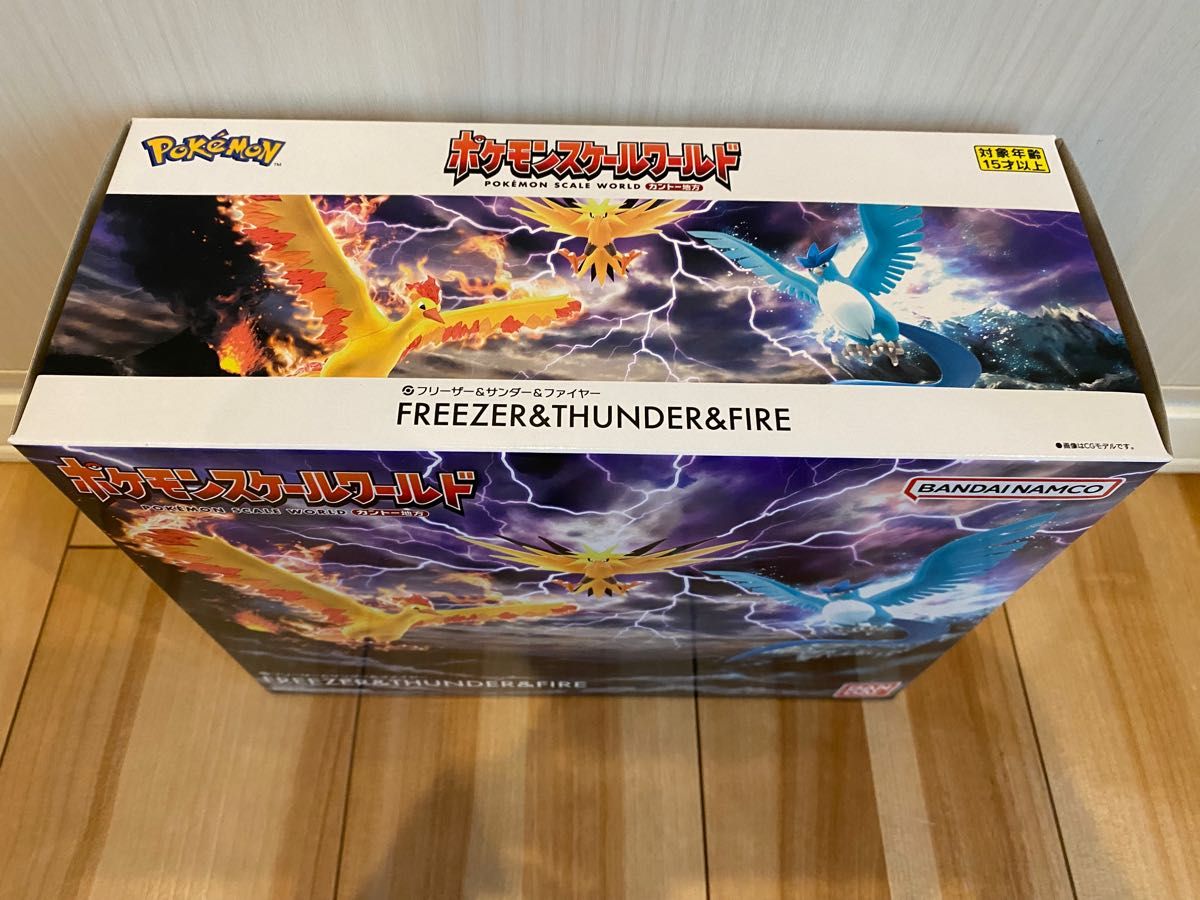 Pokémon
TM
ポケモンスケールワールド
POKÉMON SCALE WORLD カントー地方
対象年齢
15才以上
フリーザー&サンダー&ファイヤー
FREEZER&THUNDER&FIRE
●画像はCGモデルです。
ポケモンスケールワールド
POKÉMON SCALE WORLD カントー地方
BANDAI NAMCO
FREEZER&THUNDER&FIRE